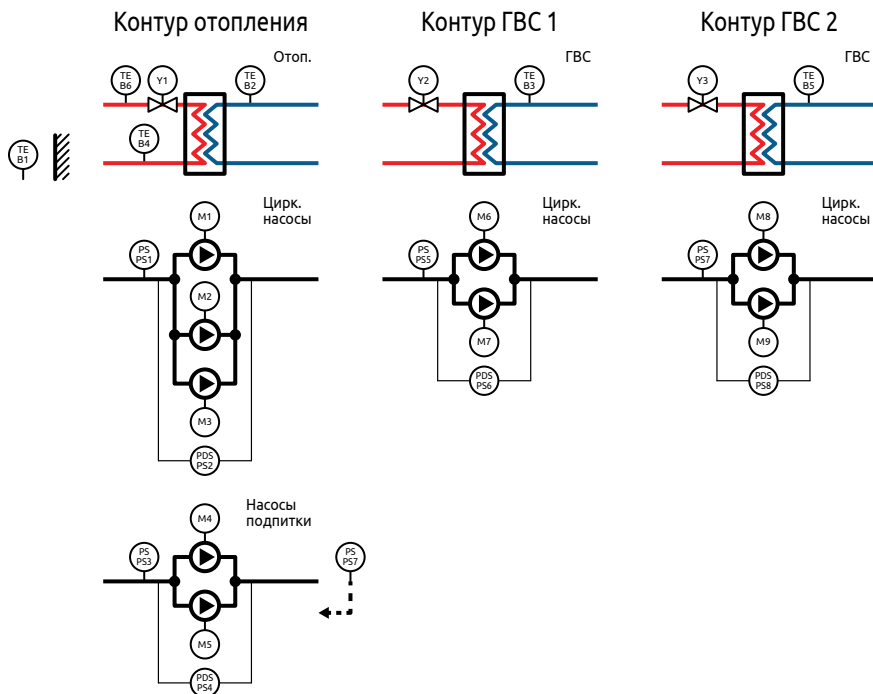 Контур отопления
Контур ГВС 1
Контур ГВС 2
Отоп.
ГВС
ГВС
TE
B6
Y1
TE
B2
Y2
TE
B3
Y3
TE
B5
TE
B4
TE
B1
Цирк.
насосы
Цирк.
насосы
Цирк.
насосы
M1
M6
M8
PS
PS1
PS
PS5
PS
PS7
M2
M7
M9
PDS
PS6
PDS
PS8
M3
PDS
PS2
Насосы
подпитки
M4
PS
PS3
PS
PS7
M5
PDS
PS4